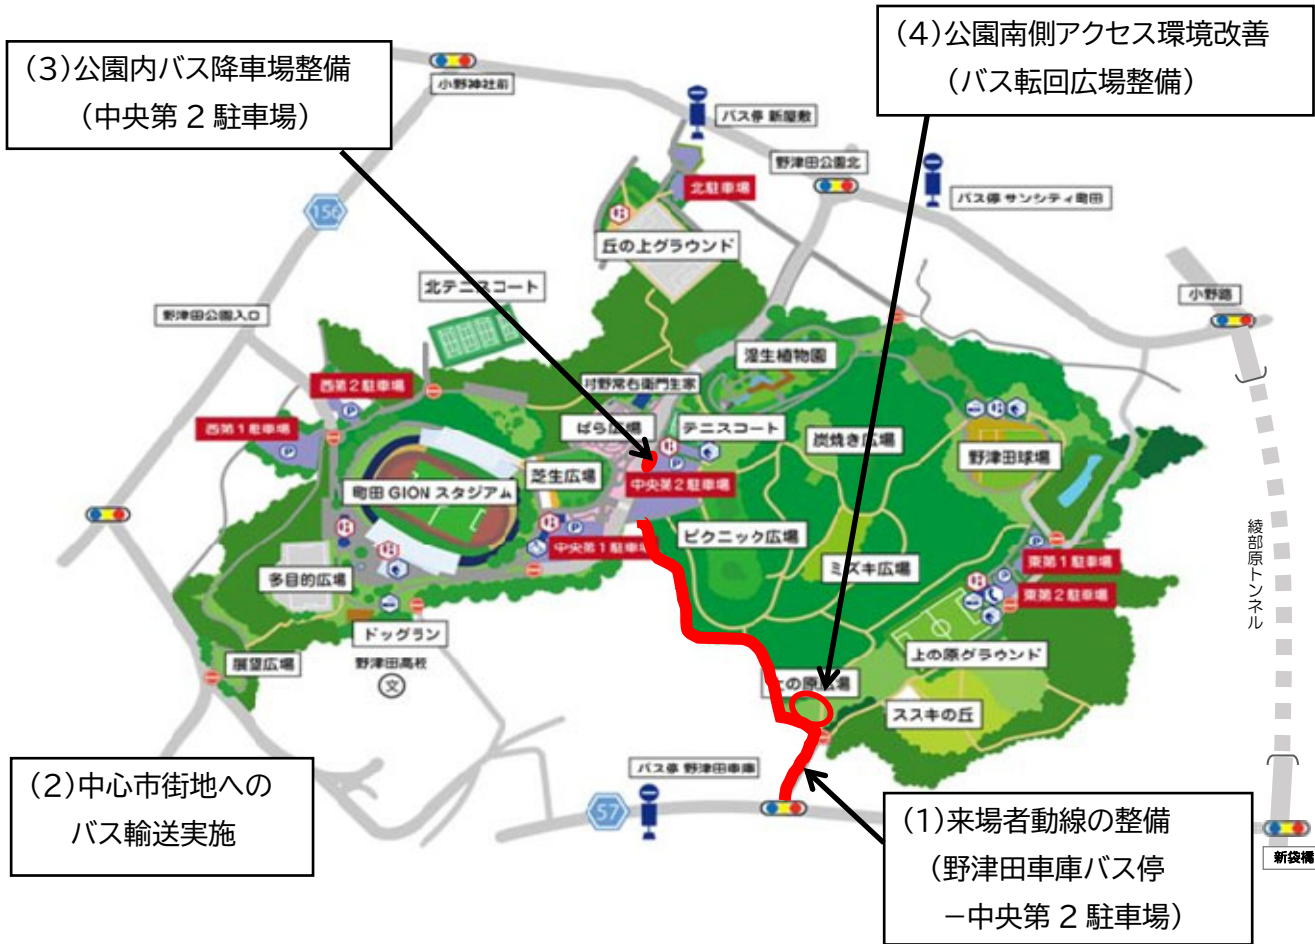 (3)公園内バス降車場整備
(中央第2駐車場)
(4)公園南側アクセス環境改善
(バス転回広場整備)
小野神社前
バス停 新屋敷
野津田公園北
バス停 サンシティ町田
北駐車場
156
丘の上グラウンド
北テニスコート
小野路
野津田公園入口
湿生植物園
村野常右衛門生家
西第2駐車場
西第1駐車場
ばら広場
テニスコート
炭焼き広場
野津田球場
芝生広場
中央第2駐車場
町田GIONスタジアム
ピクニック広場
中央第1駐車場
ミズキ広場
東第1駐車場
東第2駐車場
綾部原トンネル
多目的広場
ドッグラン
上の原グラウンド
展望広場
野津田高校
文
上の原広場
ススキの丘
(2)中心市街地への
バス輸送実施
バス停 野津田車庫
57
(1)来場者動線の整備
(野津田車庫バス停
-中央第2駐車場)
新袋橋